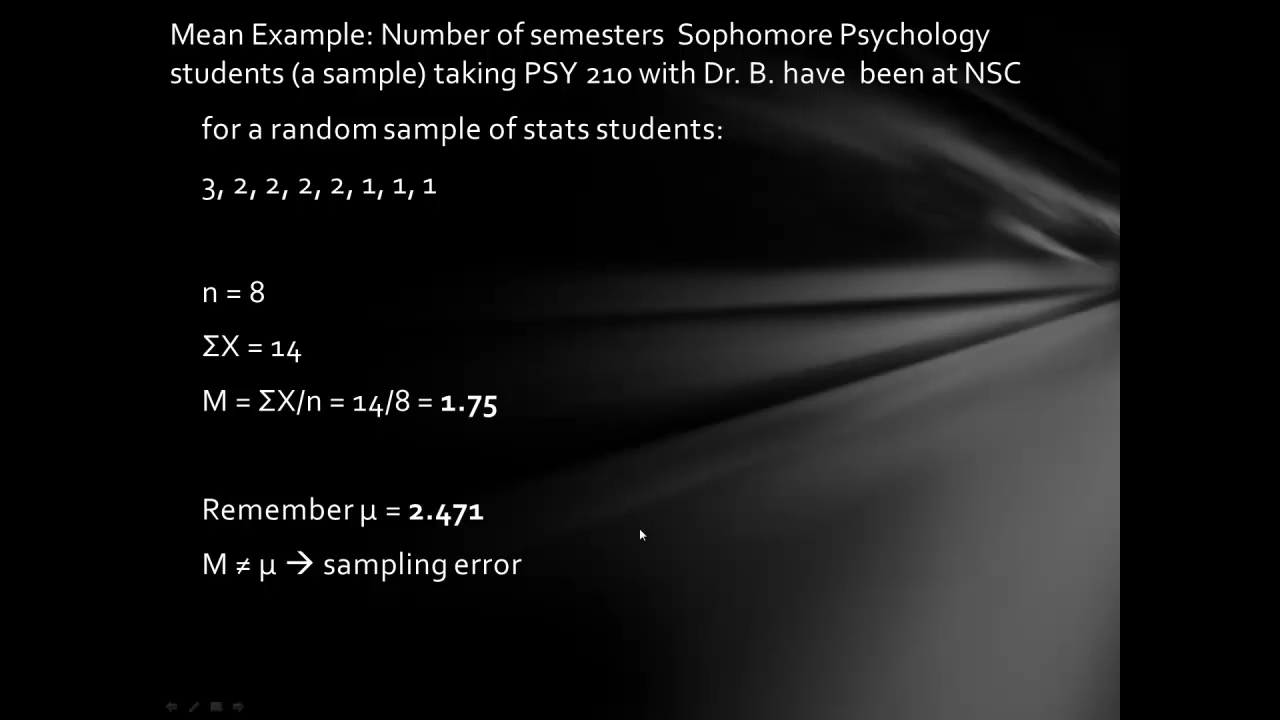 Mean Example: Number of semesters Sophomore Psychology
students (a sample) taking PSY 210 with Dr. B. have been at NSC
for a random sample of stats students:
3, 2, 2, 2, 2, 1, 1, 1
n = 8
ΣX = 14
M = ΣX/n = 14/8 = 1.75
Remember μ = 2.471
M ≠ μ → sampling error